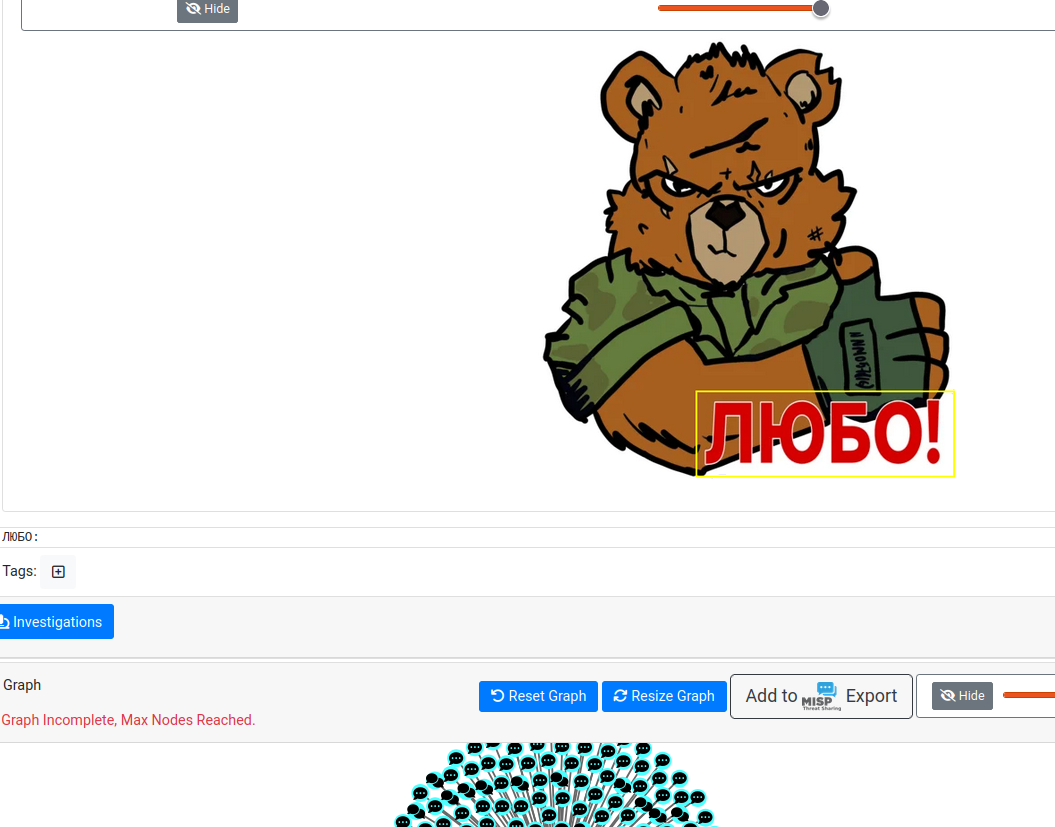 Hide
ЛЮБО!
ЛЮБО:
Tags:
Investigations
Graph
Reset Graph
Resize Graph
Add to MISP Threat Sharing Export
Hide
Graph Incomplete, Max Nodes Reached.